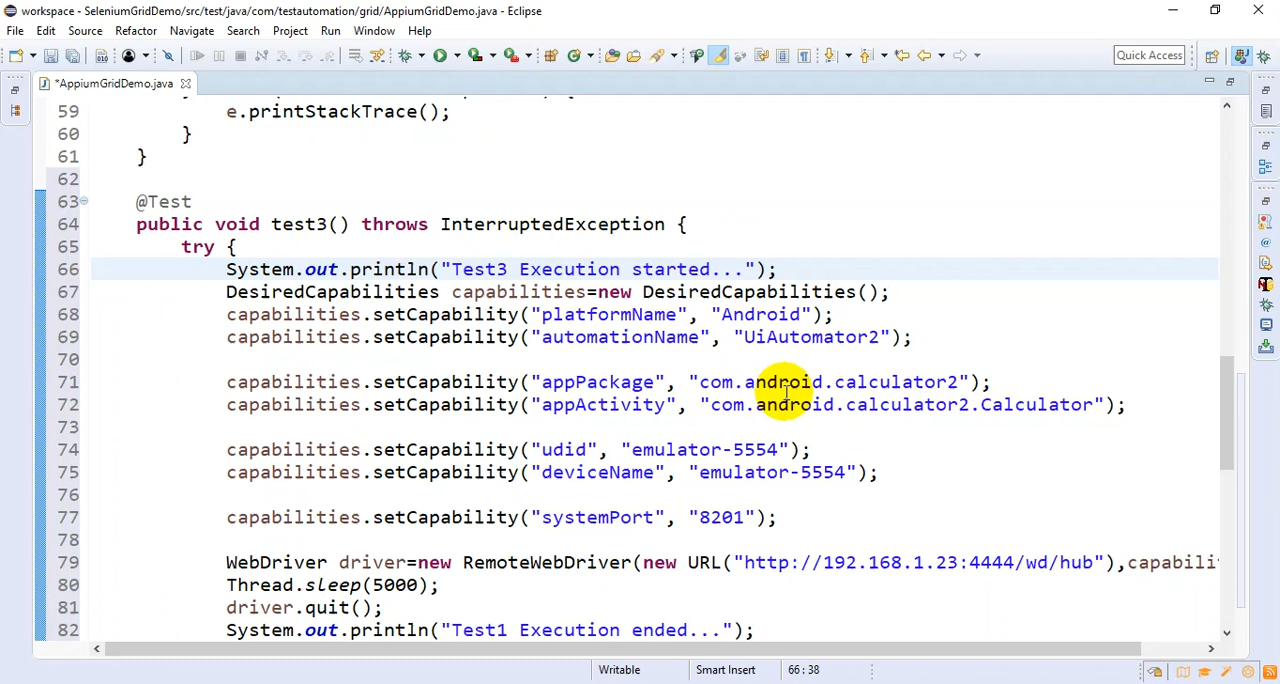 workspace - SeleniumGridDemo/src/test/java/com/testautomation/grid/AppiumGridDemo.java - Eclipse
File Edit Source Refactor Navigate Search Project Run Window Help
Quick Access
*AppiumGridDemo.java
59 e.printStackTrace();
60 }
61 }
62
63 @Test
64 public void test3() throws InterruptedException {
65 try {
66 System.out.println("Test3 Execution started...");
67 DesiredCapabilities capabilities=new DesiredCapabilities();
68 capabilities.setCapability("platformName", "Android");
69 capabilities.setCapability("automationName", "UiAutomator2");
70
71 capabilities.setCapability("appPackage", "com.android.calculator2");
72 capabilities.setCapability("appActivity", "com.android.calculator2.Calculator");
73
74 capabilities.setCapability("udid", "emulator-5554");
75 capabilities.setCapability("deviceName", "emulator-5554");
76
77 capabilities.setCapability("systemPort", "8201");
78
79 WebDriver driver=new RemoteWebDriver(new URL("http://192.168.1.23:4444/wd/hub"),capabili
80 Thread.sleep(5000);
81 driver.quit();
82 System.out.println("Test1 Execution ended...");
Writable Smart Insert 66 : 38